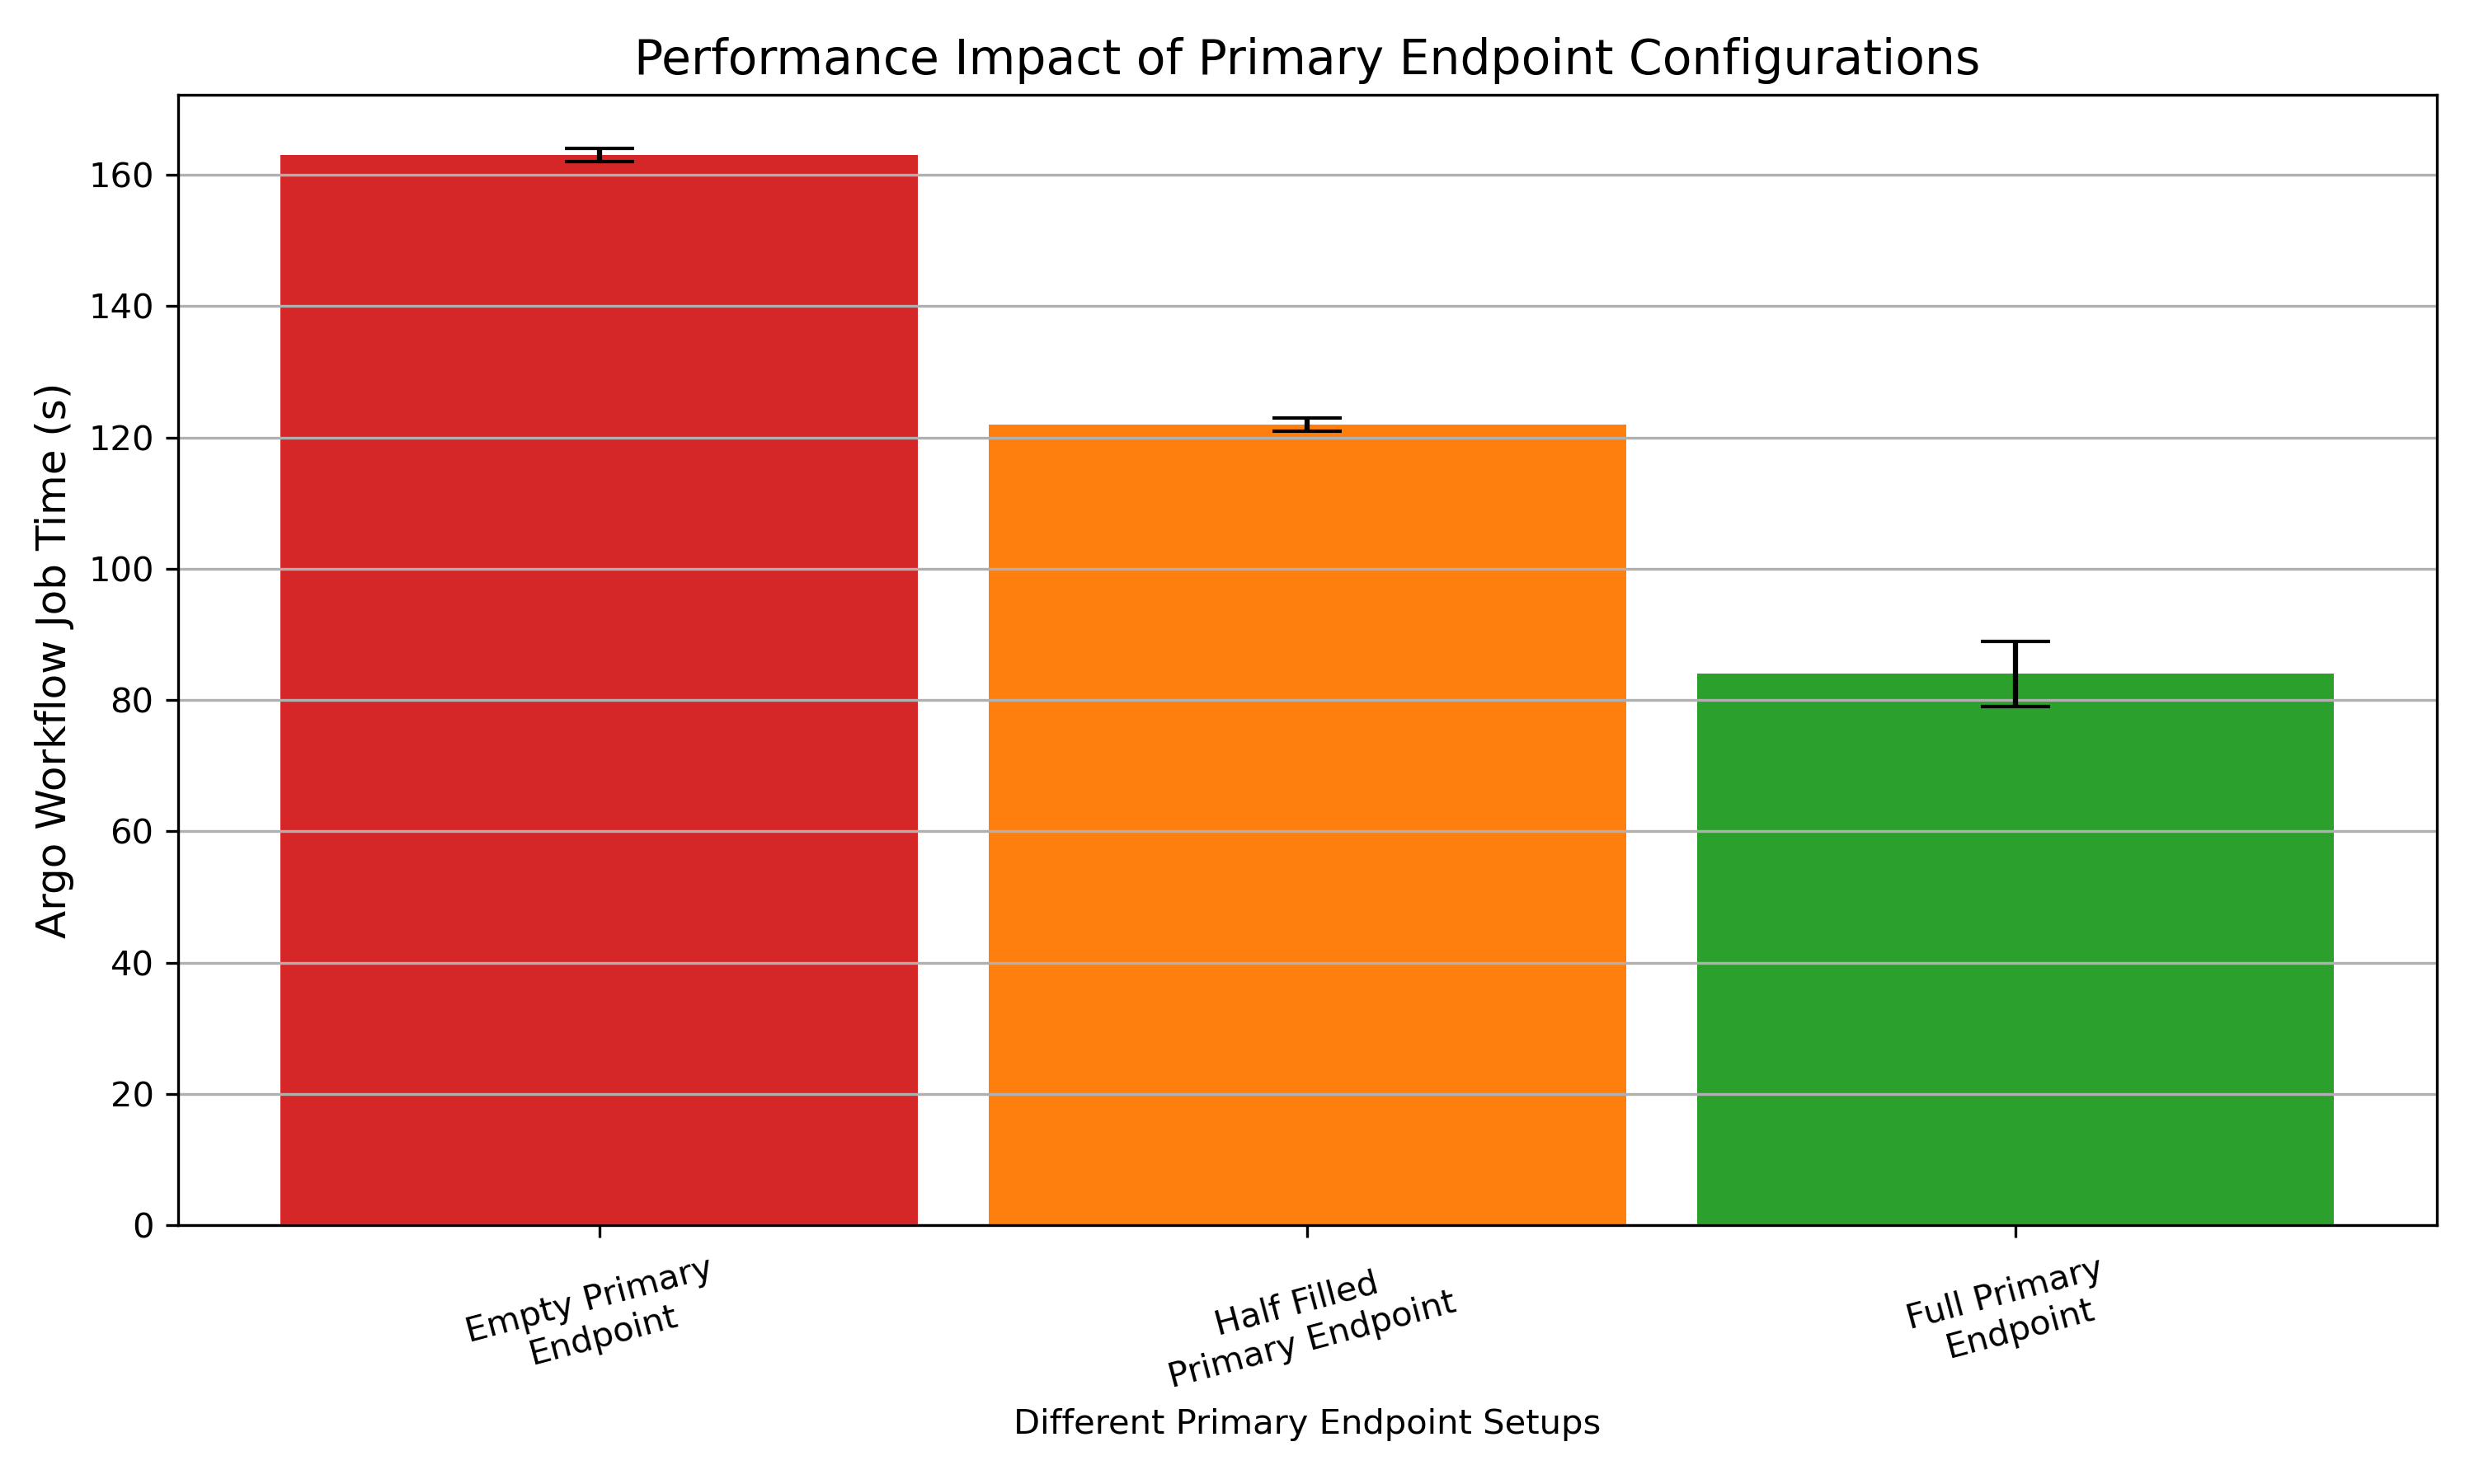 Performance Impact of Primary Endpoint Configurations
Argo Workflow Job Time (s)
160
140
120
100
80
60
40
20
0
Empty Primary
Endpoint
Half Filled
Primary Endpoint
Full Primary
Endpoint
Different Primary Endpoint Setups